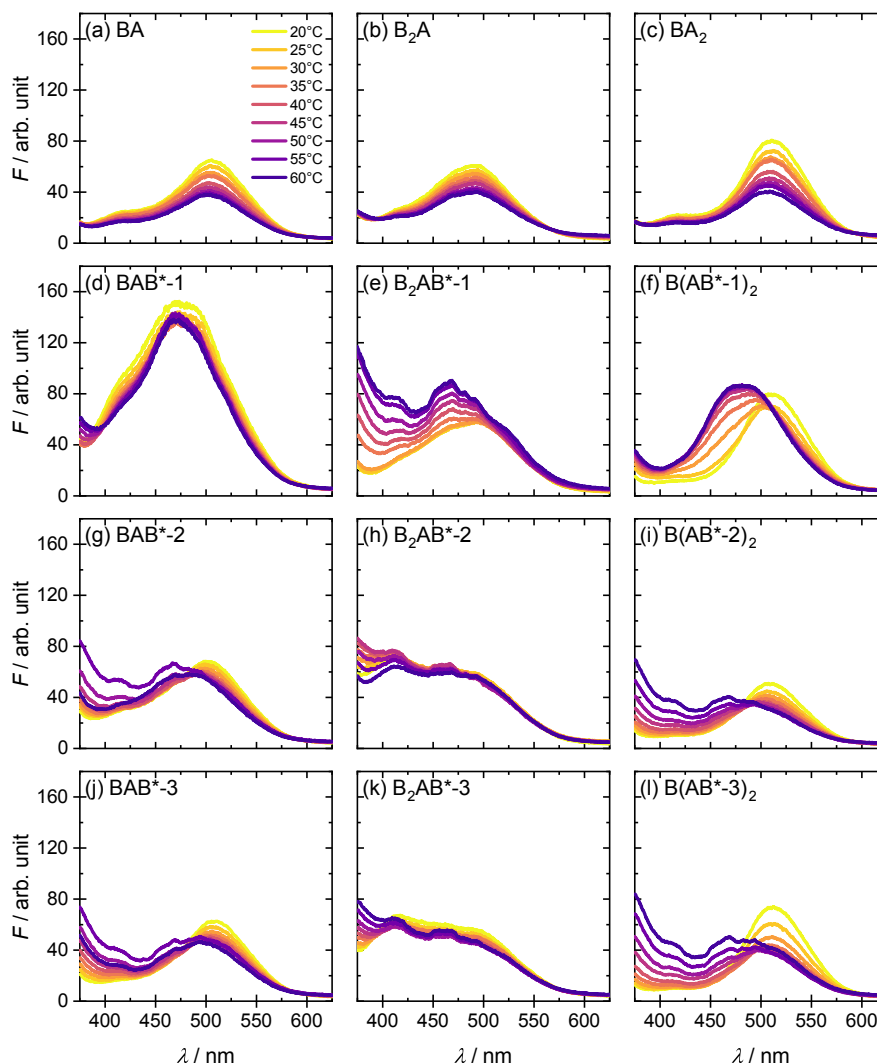 (a) BA
(b) B₂A
(c) BA₂
20°C
25°C
30°C
35°C
40°C
45°C
50°C
55°C
60°C
160
120
80
40
0
F / arb. unit
(d) BAB*-1
(e) B₂AB*-1
(f) B(AB*-1)₂
160
120
80
40
0
F / arb. unit
(g) BAB*-2
(h) B₂AB*-2
(i) B(AB*-2)₂
160
120
80
40
0
F / arb. unit
(j) BAB*-3
(k) B₂AB*-3
(l) B(AB*-3)₂
160
120
80
40
0
F / arb. unit
400 450 500 550 600
400 450 500 550 600
400 450 500 550 600
λ / nm
λ / nm
λ / nm